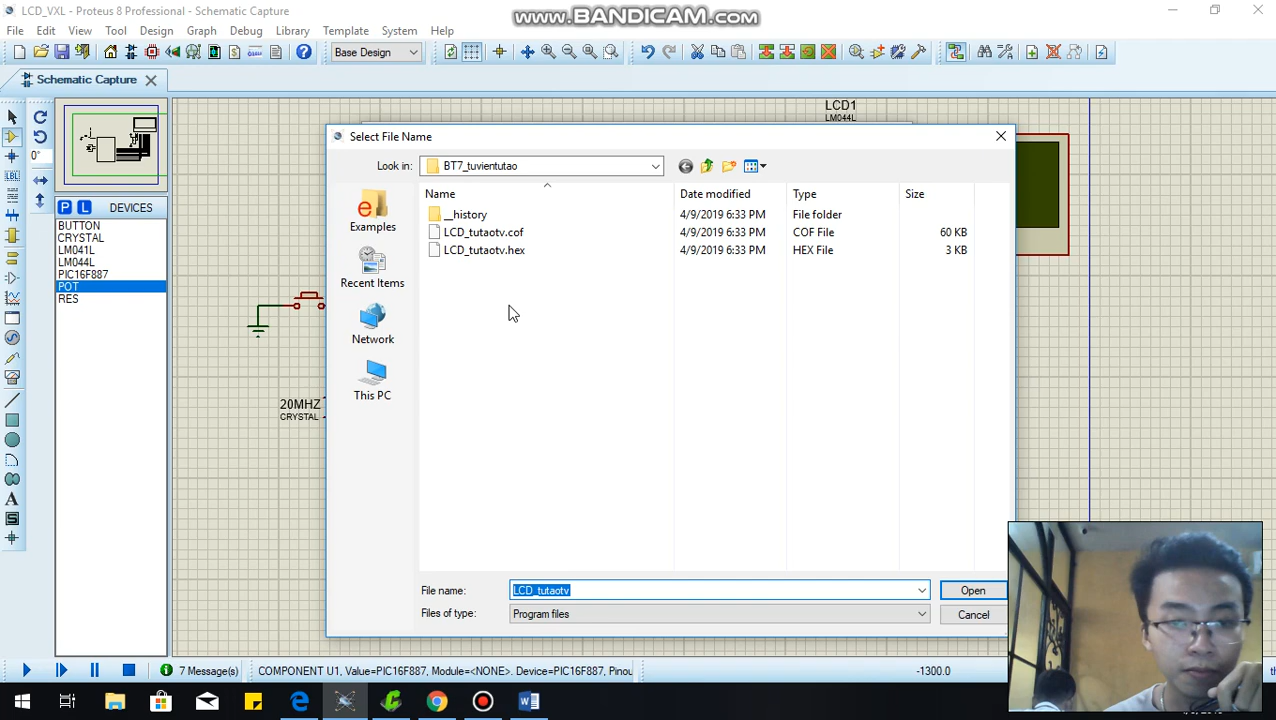 LCD_VXL - Proteus 8 Professional - Schematic Capture
www.BANDICAM.com
File Edit View Tool Design Graph Debug Library Template System Help
Base Design
Schematic Capture
LCD1
LM044L
Select File Name
Look in: BT7_tuvientutao
0°
LBL
P L DEVICES
BUTTON
CRYSTAL
LM041L
LM044L
PIC16F887
POT
RES
Name Date modified Type Size
__history 4/9/2019 6:33 PM File folder
LCD_tutaotv.cof 4/9/2019 6:33 PM COF File 60 KB
LCD_tutaotv.hex 4/9/2019 6:33 PM HEX File 3 KB
Examples
Recent Items
Network
This PC
20MHZ
CRYSTAL
File name: LCD_tutaotv Open
Files of type: Program files Cancel
7 Message(s) COMPONENT U1, Value=PIC16F887, Module=<NONE>. Device=PIC16F887, Pinou -1300.0